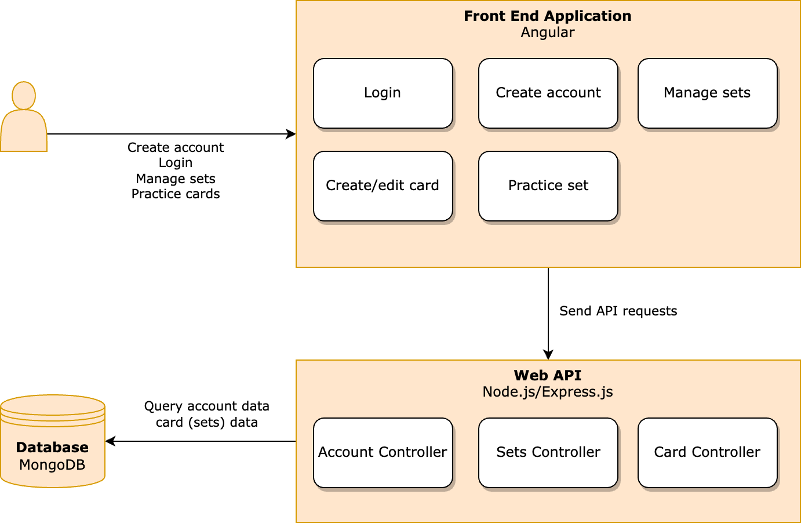 Front End Application
Angular
Login
Create account
Manage sets
Create/edit card
Practice set
Create account
Login
Manage sets
Practice cards
Send API requests
Web API
Node.js/Express.js
Account Controller
Sets Controller
Card Controller
Query account data
card (sets) data
Database
MongoDB